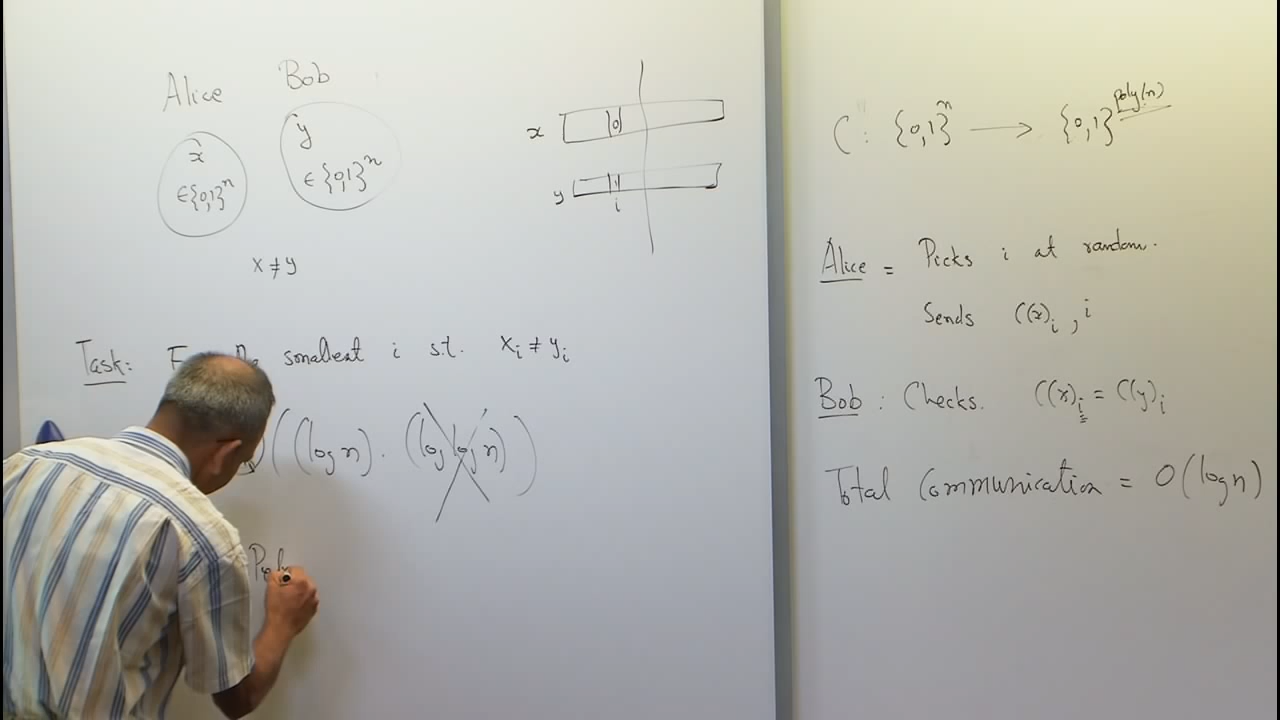 Alice Bob
x
∈{0,1}^n
y
∈{0,1}^n
x≠y
x 0
y 1
i
Task: smallest i s.t. x_i ≠ y_i
((log n). (log log n))
C: {0,1}^n → {0,1}^poly(n)
Alice = Picks i at random.
Sends C(x)_i, i
Bob: Checks. C(x)_i = C(y)_i
Total Communication = O(log n)